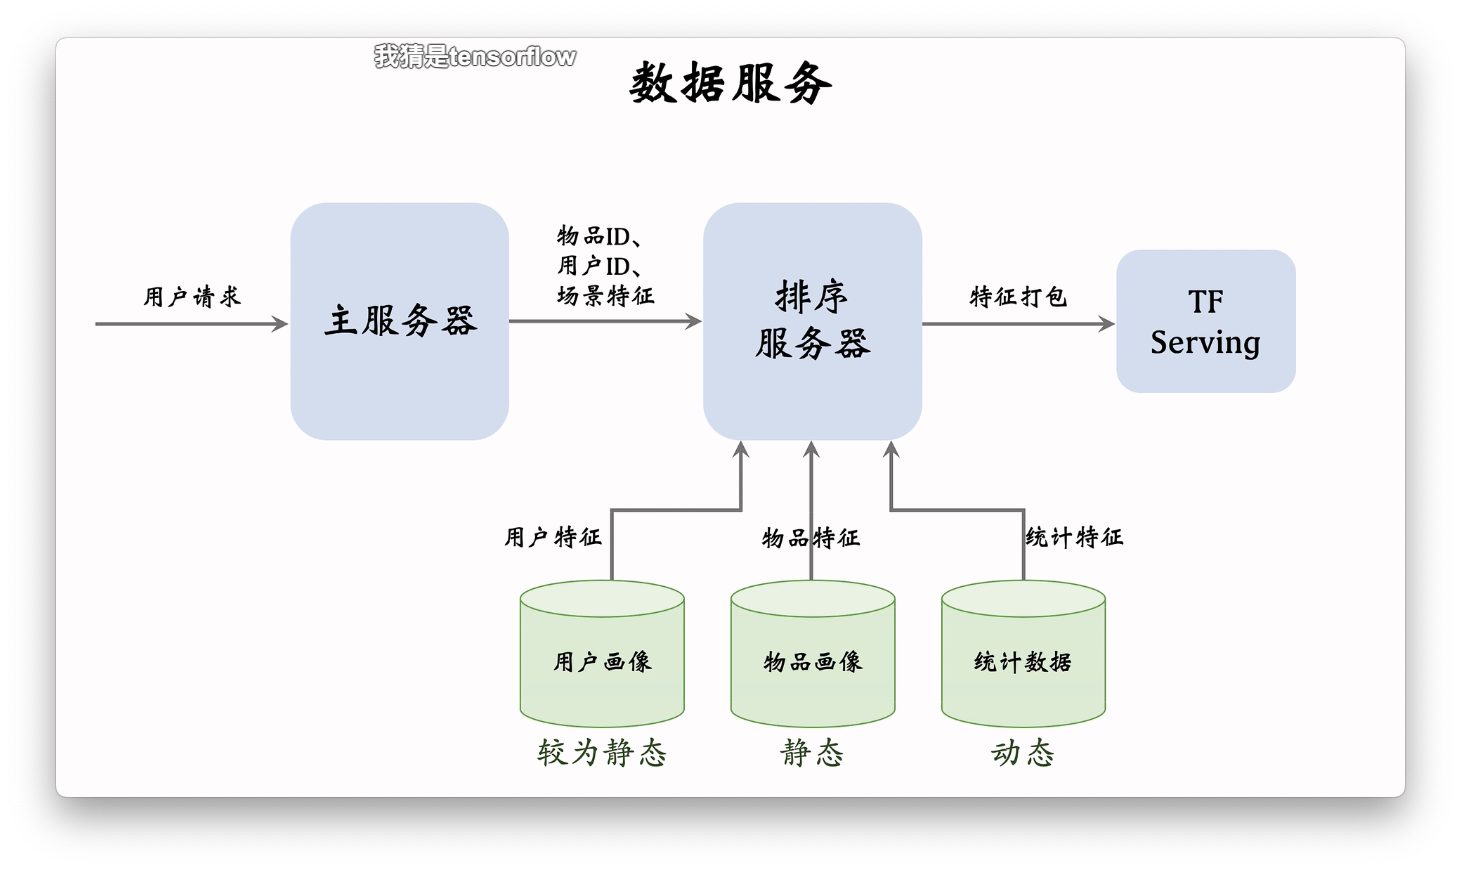 我猜是tensorflow
数据服务
用户请求
主服务器
物品ID、
用户ID、
场景特征
排序
服务器
特征打包
TF
Serving
用户特征
物品特征
统计特征
用户画像
物品画像
统计数据
较为静态
静态
动态